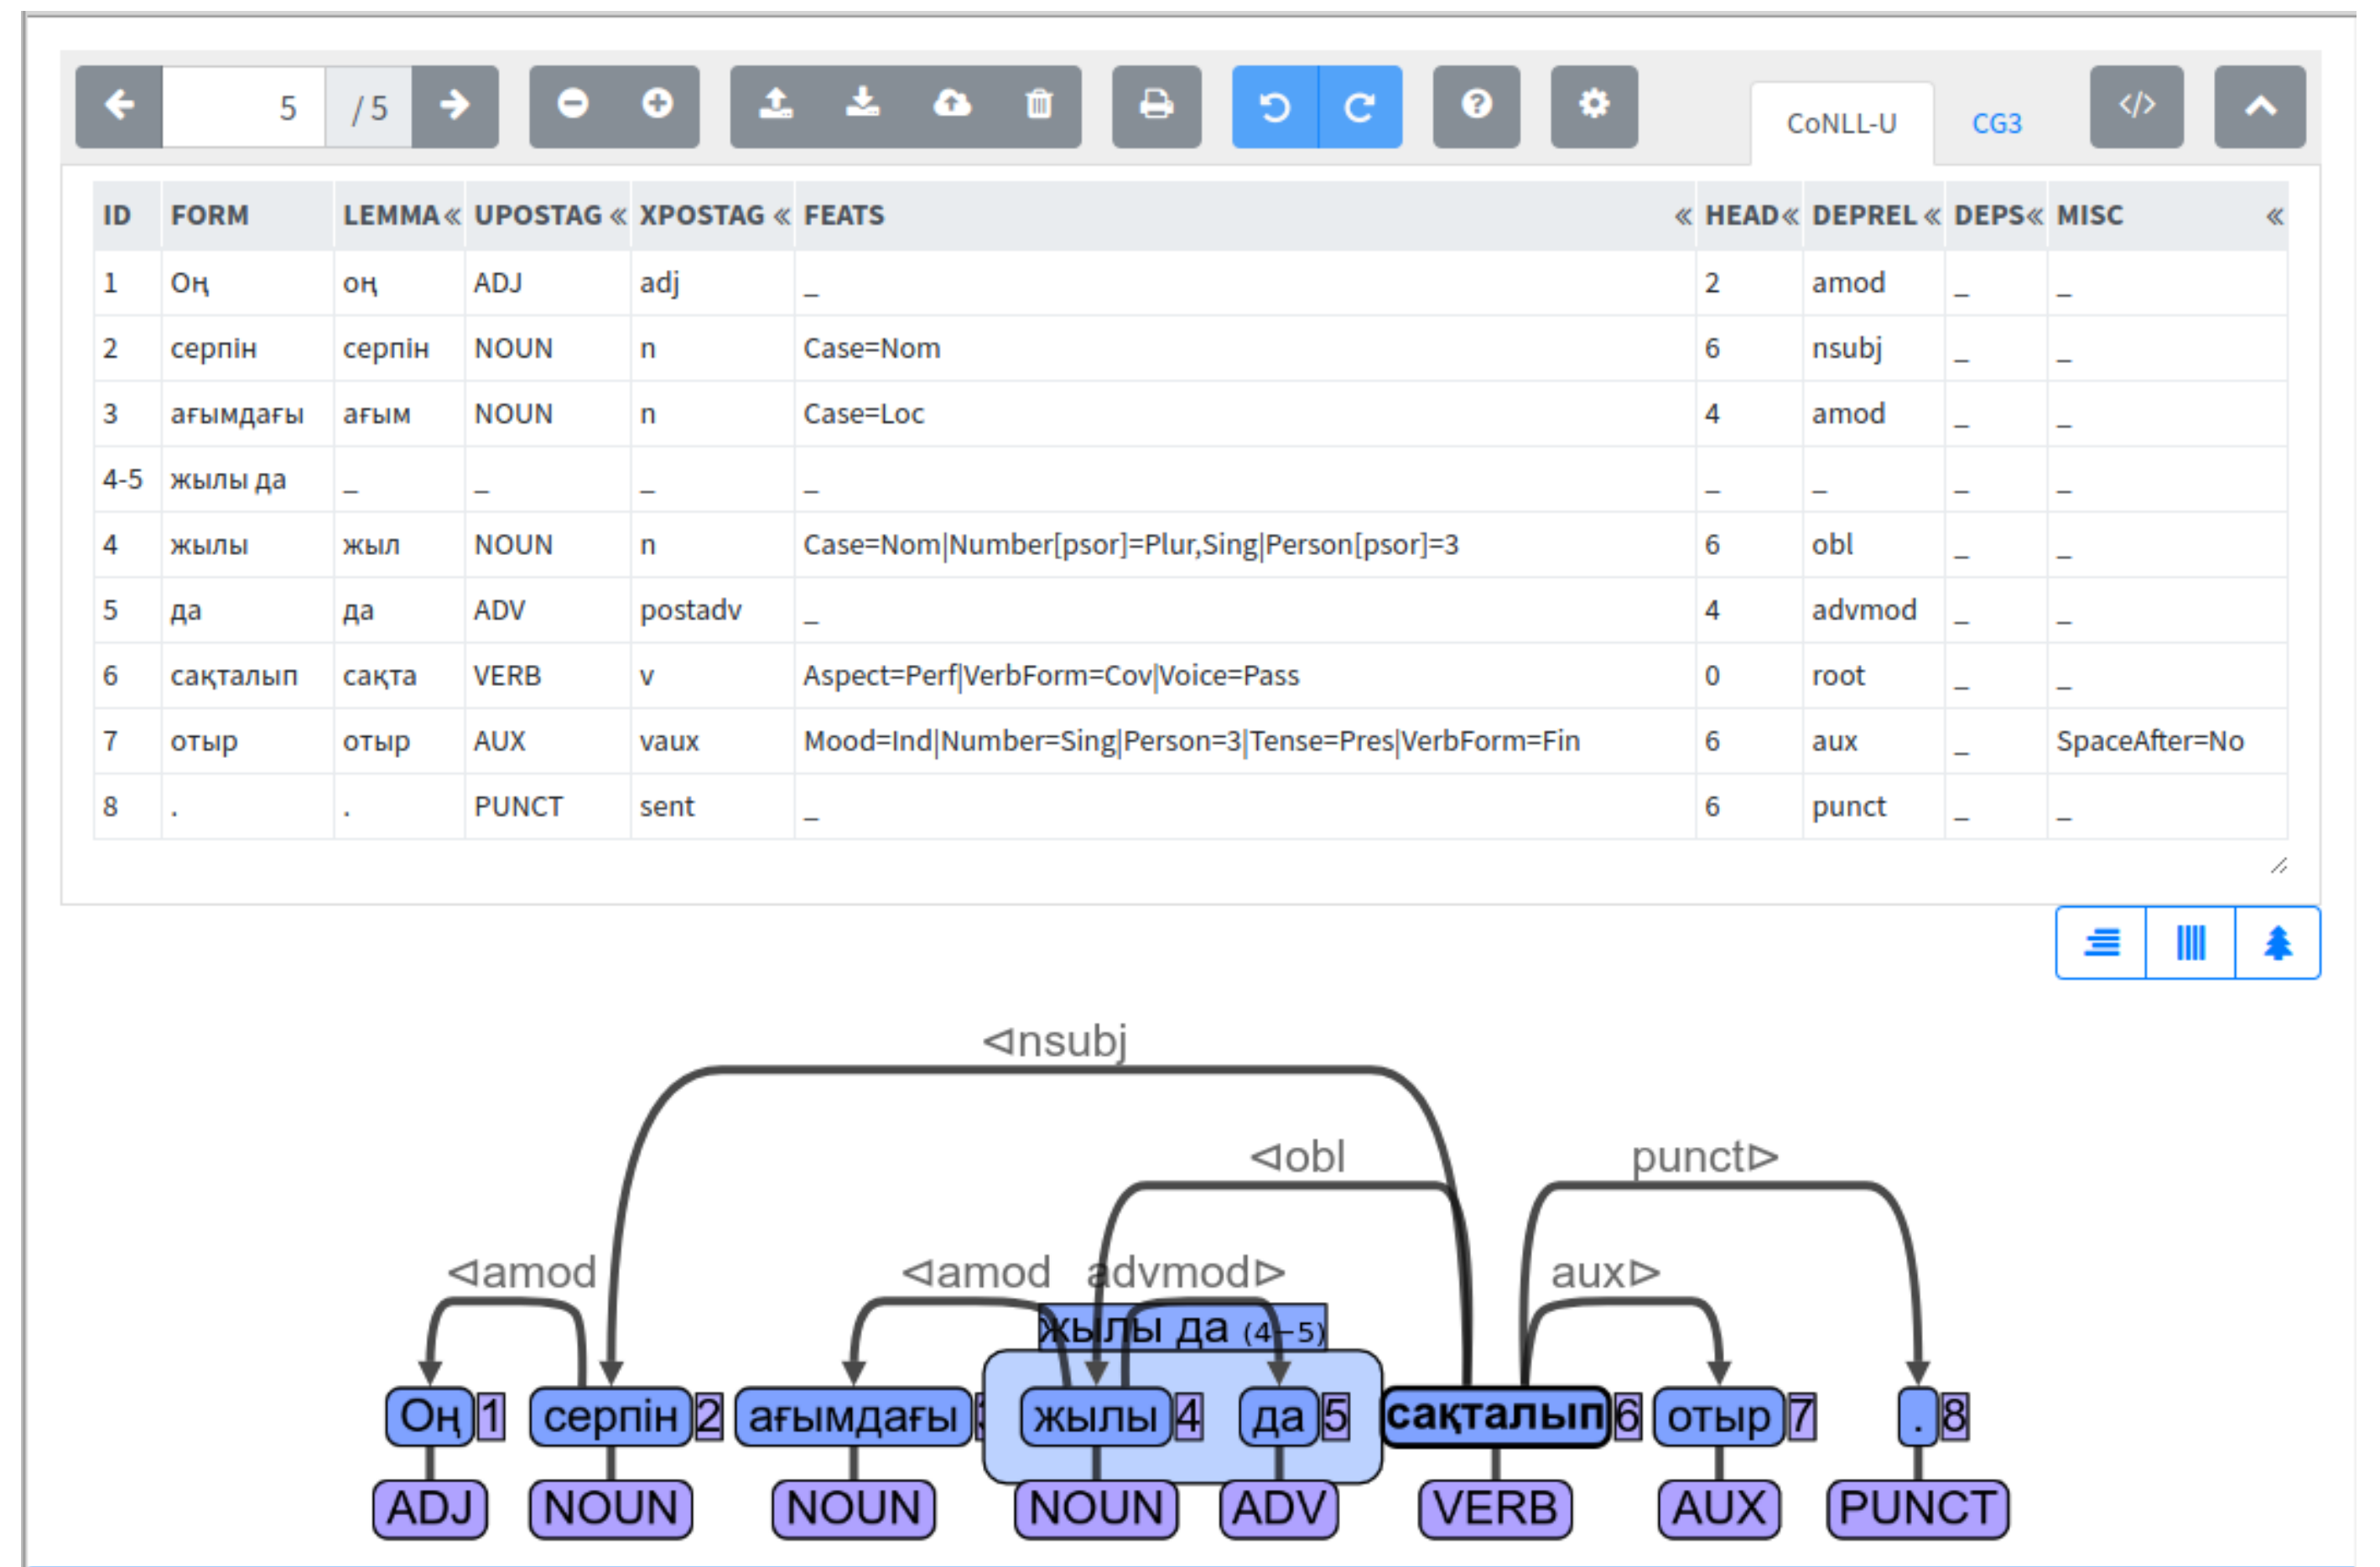 5 / 5 CoNLL-U CG3 </>
ID FORM LEMMA« UPOSTAG « XPOSTAG « FEATS « HEAD« DEPREL « DEPS« MISC «
1 Оң оң ADJ adj _ 2 amod _ _
2 серпін серпін NOUN n Case=Nom 6 nsubj _ _
3 ағымдағы ағым NOUN n Case=Loc 4 amod _ _
4-5 жылы да _ _ _ _ _ _ _ _
4 жылы жыл NOUN n Case=Nom|Number[psor]=Plur,Sing|Person[psor]=3 6 obl _ _
5 да да ADV postadv _ 4 advmod _ _
6 сақталып сақта VERB v Aspect=Perf|VerbForm=Cov|Voice=Pass 0 root _ _
7 отыр отыр AUX vaux Mood=Ind|Number=Sing|Person=3|Tense=Pres|VerbForm=Fin 6 aux _ SpaceAfter=No
8 . . PUNCT sent _ 6 punct _ _
⊲nsubj
⊲obl punct⊳
⊲amod ⊲amod advmod⊳ aux⊳
жылы да (4−5)
Оң 1 серпін 2 ағымдағы жылы 4 да 5 сақталып 6 отыр 7 . 8
ADJ NOUN NOUN NOUN ADV VERB AUX PUNCT